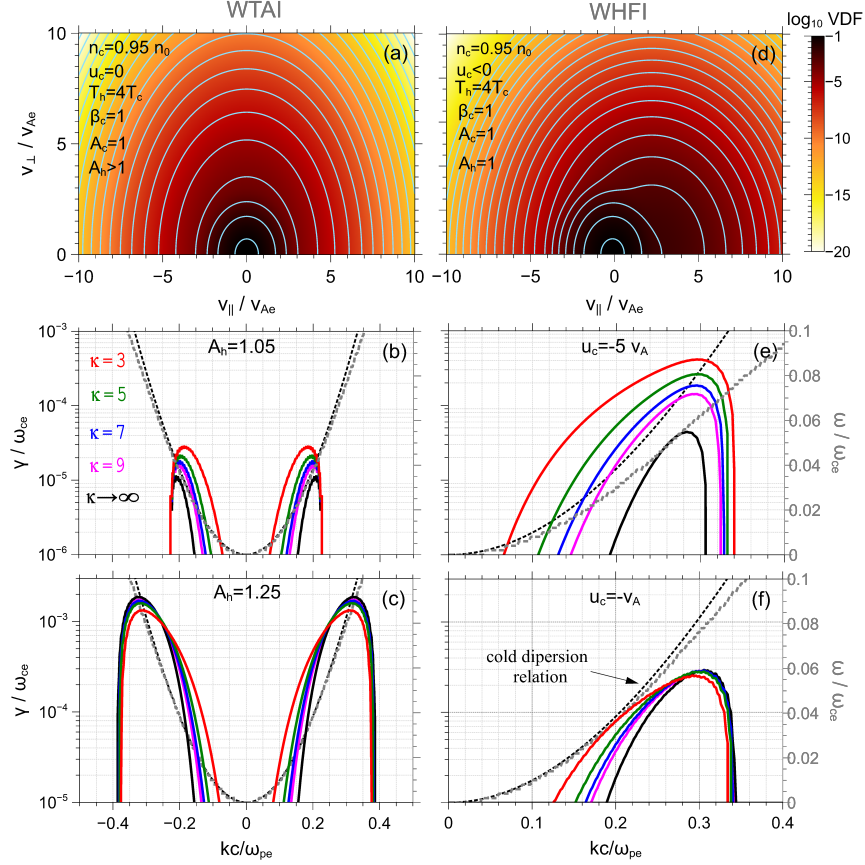 WTAI
WHFI
log₁₀ VDF
(a)
n_c=0.95 n₀
u_c=0
T_h=4T_c
β_c=1
A_c=1
A_h>1
10
5
0
v⊥ / v_Ae
−10 −5 0 5 10
v_|| / v_Ae
(d)
n_c=0.95 n₀
u_c<0
T_h=4T_c
β_c=1
A_c=1
A_h=1
−10 −5 0 5 10
v_|| / v_Ae
−1
−5
−10
−15
−20
(b)
A_h=1.05
κ = 3
κ = 5
κ = 7
κ = 9
κ→∞
10⁻³
10⁻⁴
10⁻⁵
10⁻⁶
γ / ω_ce
(e)
u_c=-5 v_A
0.1
0.08
0.06
0.04
0.02
0
ω / ω_ce
(c)
A_h=1.25
10⁻³
10⁻⁴
10⁻⁵
γ / ω_ce
−0.4 −0.2 0 0.2 0.4
kc/ω_pe
(f)
u_c=-v_A
cold dispersion
relation
0.1
0.08
0.06
0.04
0.02
0
ω / ω_ce
0 0.1 0.2 0.3 0.4
kc/ω_pe